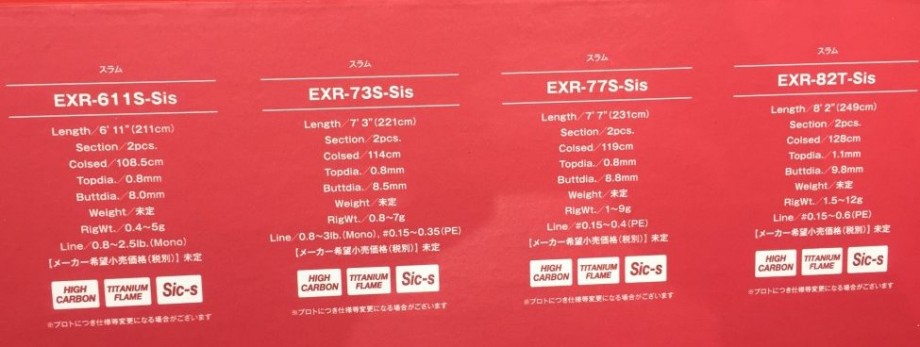 スラム
EXR-611S-Sis
Length／6' 11"(211cm)
Section／2pcs.
Colsed／108.5cm
Topdia.／0.8mm
Buttdia.／8.0mm
Weight／未定
RigWt.／0.4~5g
Line／0.8~2.5lb.(Mono)
【メーカー希望小売価格(税別)】未定
HIGH CARBON
TITANIUM FLAME
Sic-s
※プロトにつき仕様等変更になる場合がございます
スラム
EXR-73S-Sis
Length／7' 3"(221cm)
Section／2pcs.
Colsed／114cm
Topdia.／0.8mm
Buttdia.／8.5mm
Weight／未定
RigWt.／0.8~7g
Line／0.8~3lb.(Mono), #0.15~0.35(PE)
【メーカー希望小売価格(税別)】未定
HIGH CARBON
TITANIUM FLAME
Sic-s
※プロトにつき仕様等変更になる場合がございます
スラム
EXR-77S-Sis
Length／7' 7"(231cm)
Section／2pcs.
Colsed／119cm
Topdia.／0.8mm
Buttdia.／8.8mm
Weight／未定
RigWt.／1~9g
Line／#0.15~0.4(PE)
【メーカー希望小売価格(税別)】未定
HIGH CARBON
TITANIUM FLAME
Sic-s
※プロトにつき仕様等変更になる場合がございます
スラム
EXR-82T-Sis
Length／8' 2"(249cm)
Section／2pcs.
Colsed／128cm
Topdia.／1.1mm
Buttdia.／9.8mm
Weight／未定
RigWt.／1.5~12g
Line／#0.15~0.6(PE)
【メーカー希望小売価格(税別)】未定
HIGH CARBON
TITANIUM FLAME
Sic-s
※プロトにつき仕様等変更になる場合がございます